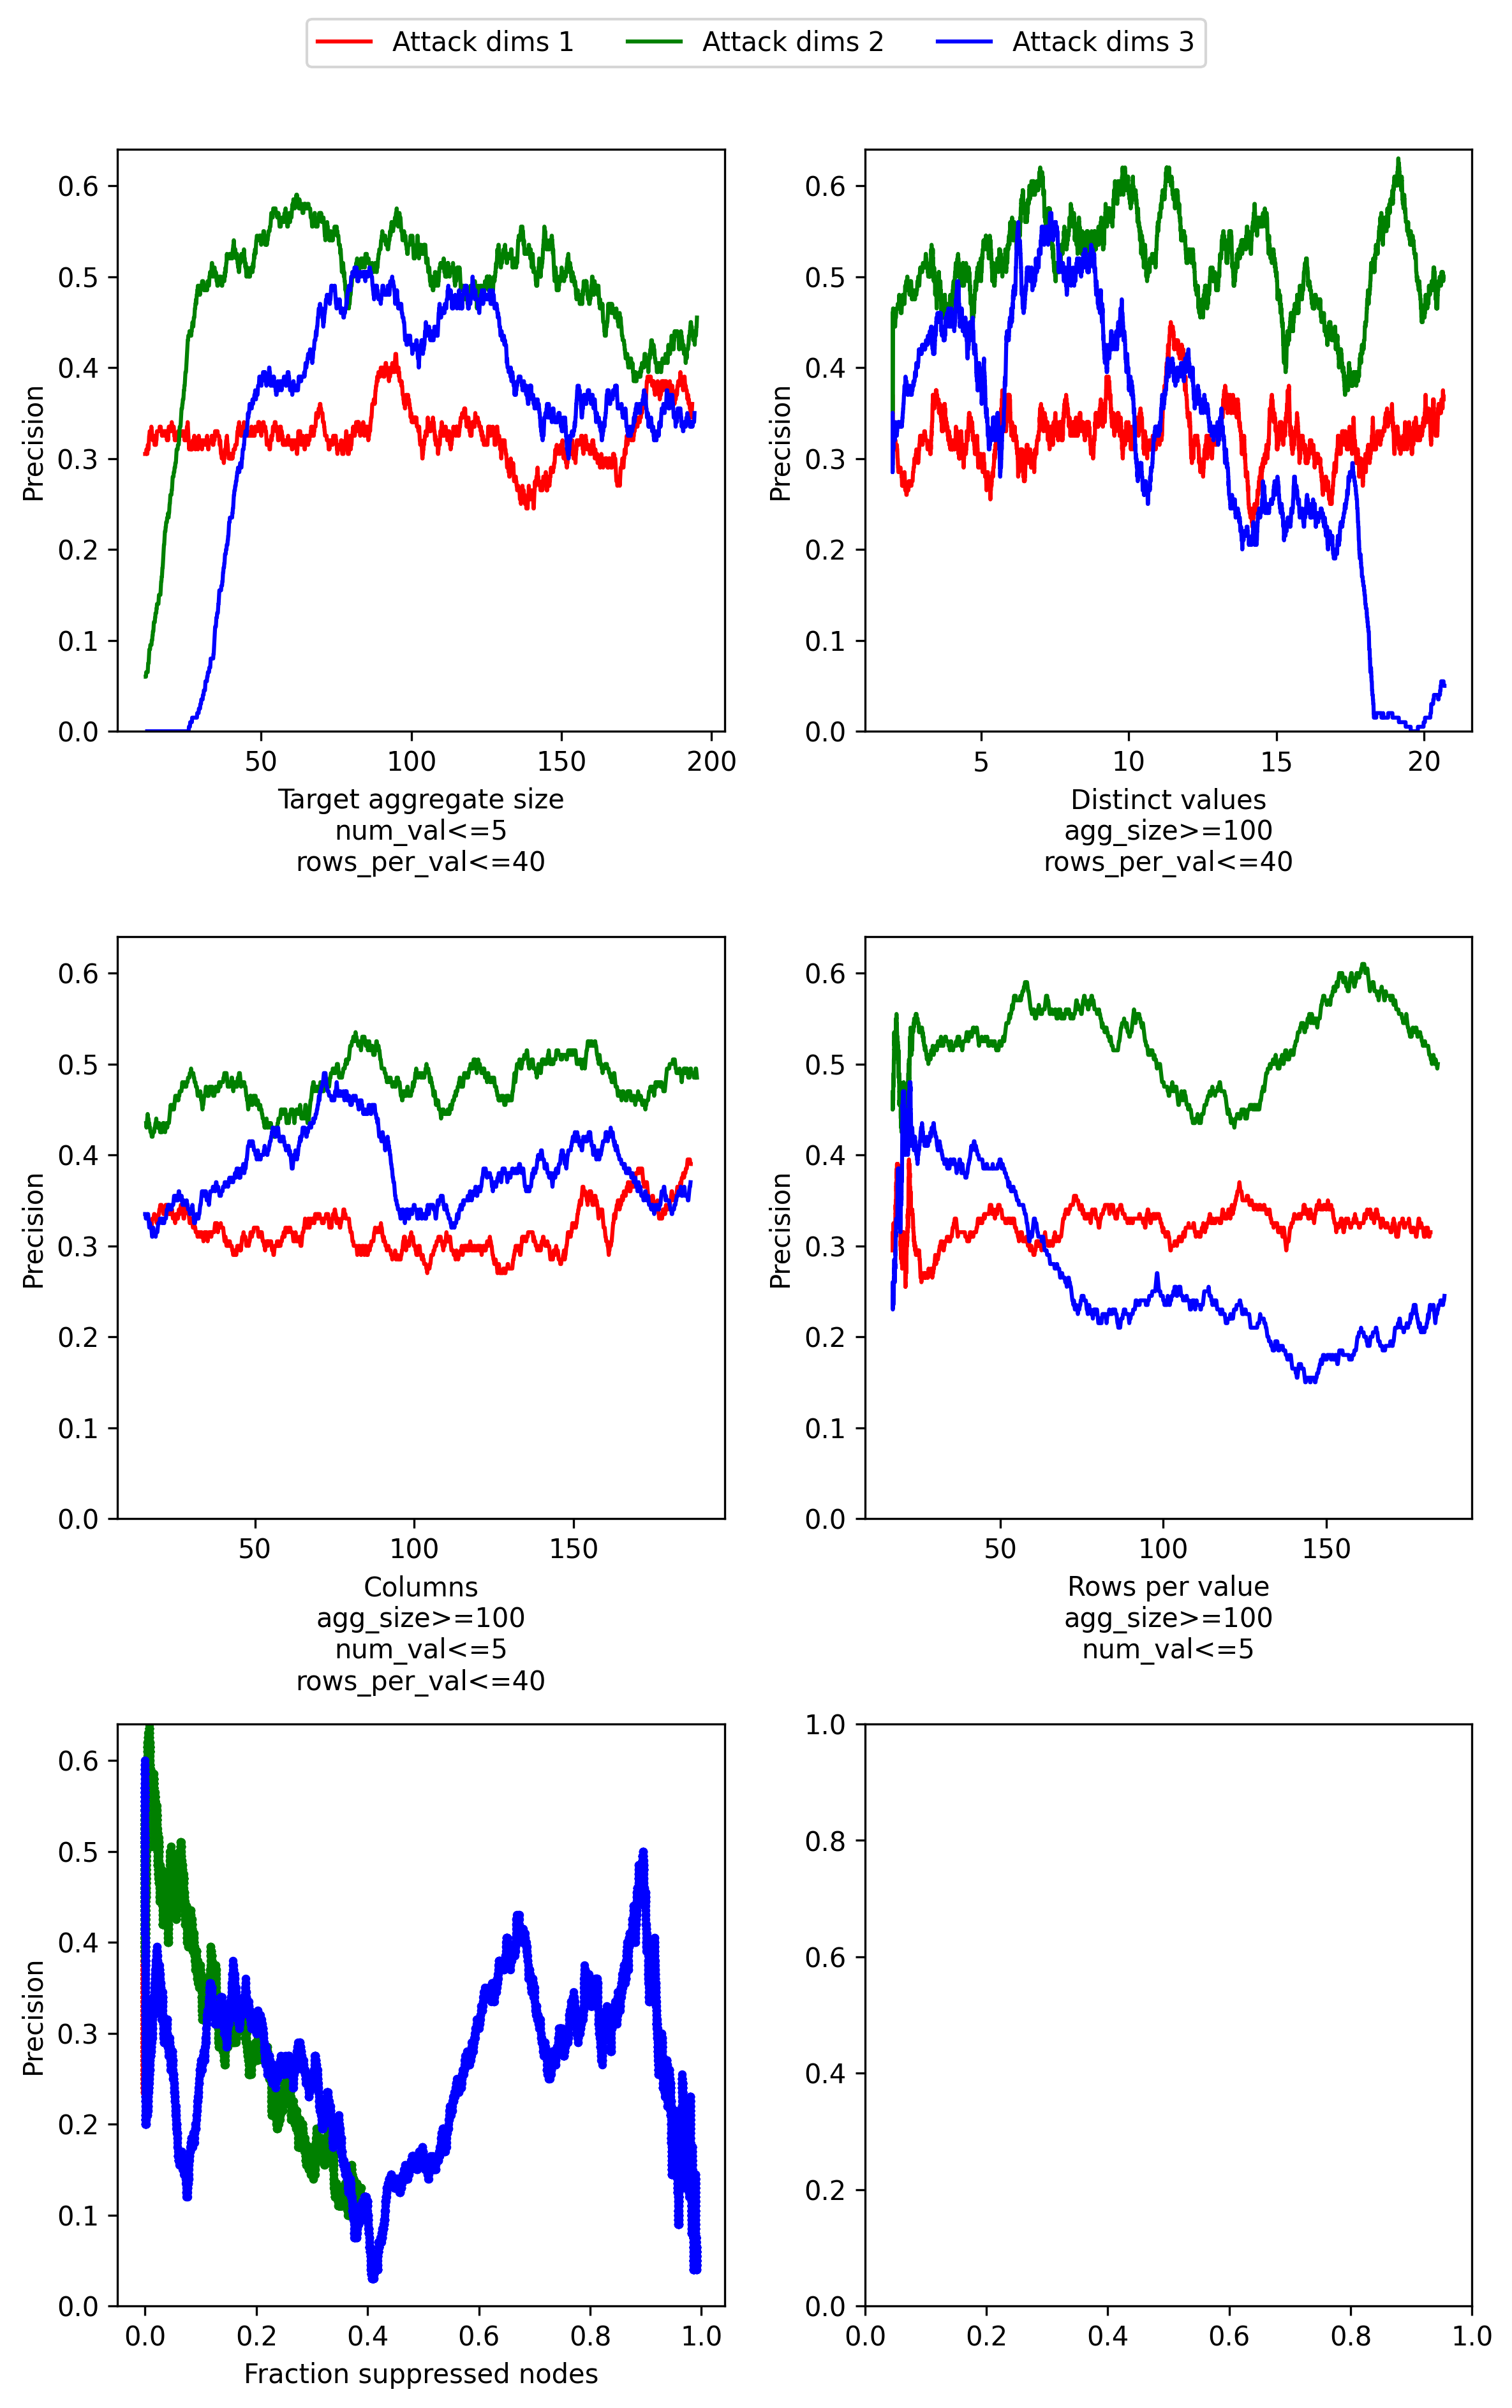 Attack dims 1 Attack dims 2 Attack dims 3
Precision
0.6
0.5
0.4
0.3
0.2
0.1
0.0
50 100 150 200
Target aggregate size
num_val<=5
rows_per_val<=40
Precision
0.6
0.5
0.4
0.3
0.2
0.1
0.0
5 10 15 20
Distinct values
agg_size>=100
rows_per_val<=40
Precision
0.6
0.5
0.4
0.3
0.2
0.1
0.0
50 100 150
Columns
agg_size>=100
num_val<=5
rows_per_val<=40
Precision
0.6
0.5
0.4
0.3
0.2
0.1
0.0
50 100 150
Rows per value
agg_size>=100
num_val<=5
Precision
0.6
0.5
0.4
0.3
0.2
0.1
0.0
0.0 0.2 0.4 0.6 0.8 1.0
Fraction suppressed nodes
1.0
0.8
0.6
0.4
0.2
0.0
0.0 0.2 0.4 0.6 0.8 1.0